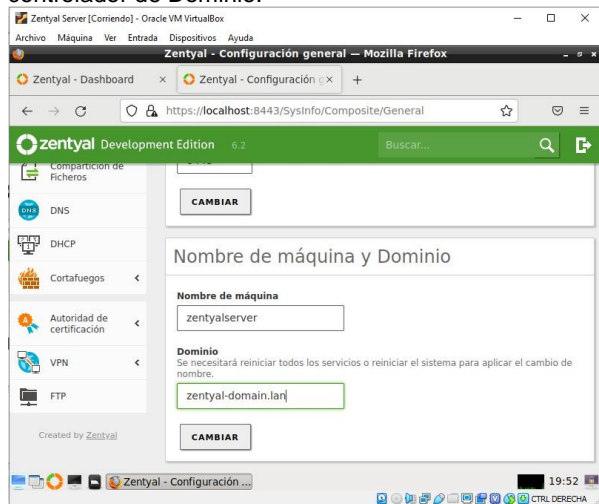 controlador de Dominio.
Zentyal Server [Corriendo] - Oracle VM VirtualBox
Archivo Máquina Ver Entrada Dispositivos Ayuda
Zentyal - Configuración general — Mozilla Firefox
Zentyal - Dashboard × Zentyal - Configuración g × +
https://localhost:8443/SysInfo/Composite/General
zentyal Development Edition 6.2 Buscar...
Compartición de
Ficheros
CAMBIAR
DNS
DHCP
Nombre de máquina y Dominio
Cortafuegos
Nombre de máquina
zentyalserver
Autoridad de
certificación
Dominio
Se necesitará reiniciar todos los servicios o reiniciar el sistema para aplicar el cambio de
nombre.
VPN
FTP
zentyal-domain.lan
Created by Zentyal
CAMBIAR
Zentyal - Configuración ... 19:52
CTRL DERECHA